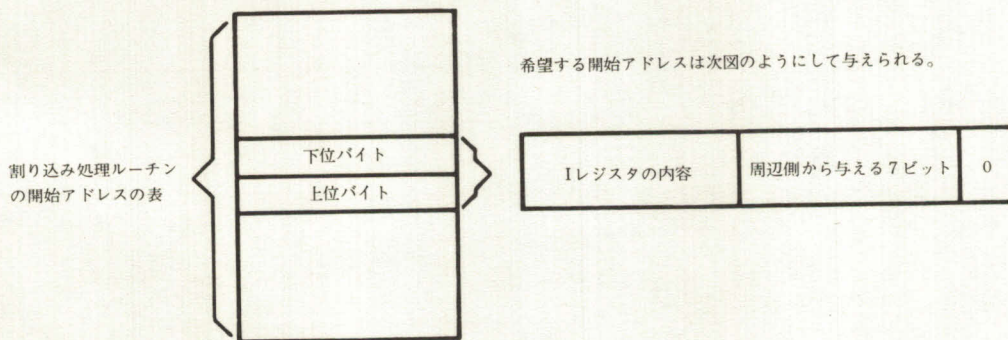 希望する開始アドレスは次図のようにして与えられる。
割り込み処理ルーチン
の開始アドレスの表
下位バイト
上位バイト
Iレジスタの内容
周辺側から与える7ビット
0